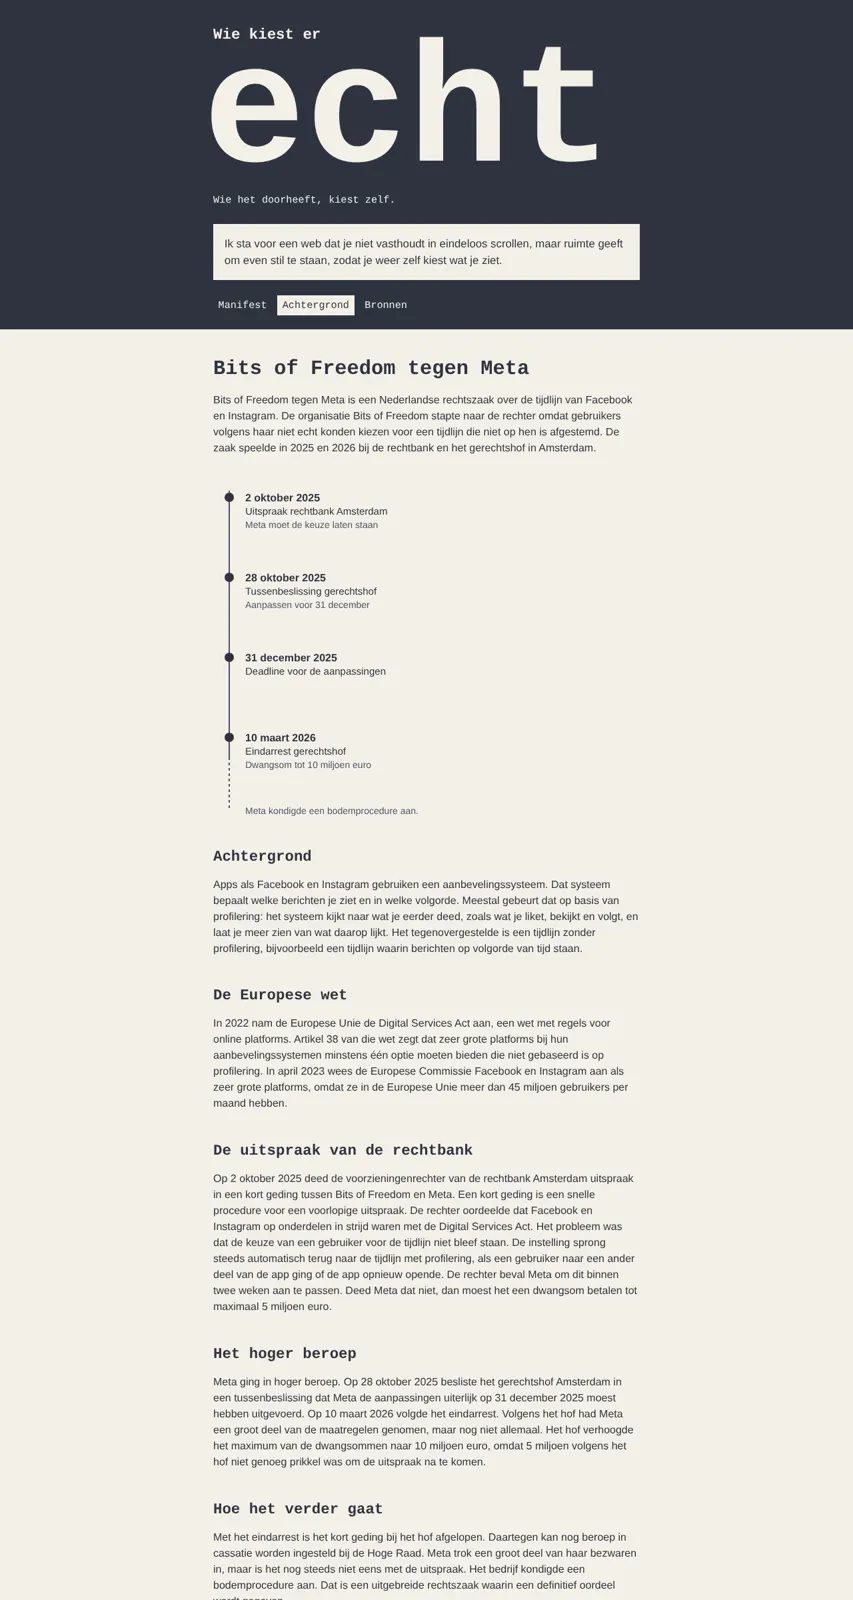 Wie kiest er
echt
Wie het doorheeft, kiest zelf.
Ik sta voor een web dat je niet vasthoudt in eindeloos scrollen, maar ruimte geeft
om even stil te staan, zodat je weer zelf kiest wat je ziet.
Manifest Achtergrond Bronnen
Bits of Freedom tegen Meta
Bits of Freedom tegen Meta is een Nederlandse rechtszaak over de tijdlijn van Facebook
en Instagram. De organisatie Bits of Freedom stapte naar de rechter omdat gebruikers
volgens haar niet echt konden kiezen voor een tijdlijn die niet op hen is afgestemd. De
zaak speelde in 2025 en 2026 bij de rechtbank en het gerechtshof in Amsterdam.
2 oktober 2025
Uitspraak rechtbank Amsterdam
Meta moet de keuze laten staan
28 oktober 2025
Tussenbeslissing gerechtshof
Aanpassen voor 31 december
31 december 2025
Deadline voor de aanpassingen
10 maart 2026
Eindarrest gerechtshof
Dwangsom tot 10 miljoen euro
Meta kondigde een bodemprocedure aan.
Achtergrond
Apps als Facebook en Instagram gebruiken een aanbevelingssysteem. Dat systeem
bepaalt welke berichten je ziet en in welke volgorde. Meestal gebeurt dat op basis van
profilering: het systeem kijkt naar wat je eerder deed, zoals wat je liket, bekijkt en volgt, en
laat je meer zien van wat daarop lijkt. Het tegenovergestelde is een tijdlijn zonder
profilering, bijvoorbeeld een tijdlijn waarin berichten op volgorde van tijd staan.
De Europese wet
In 2022 nam de Europese Unie de Digital Services Act aan, een wet met regels voor
online platforms. Artikel 38 van die wet zegt dat zeer grote platforms bij hun
aanbevelingssystemen minstens één optie moeten bieden die niet gebaseerd is op
profilering. In april 2023 wees de Europese Commissie Facebook en Instagram aan als
zeer grote platforms, omdat ze in de Europese Unie meer dan 45 miljoen gebruikers per
maand hebben.
De uitspraak van de rechtbank
Op 2 oktober 2025 deed de voorzieningenrechter van de rechtbank Amsterdam uitspraak
in een kort geding tussen Bits of Freedom en Meta. Een kort geding is een snelle
procedure voor een voorlopige uitspraak. De rechter oordeelde dat Facebook en
Instagram op onderdelen in strijd waren met de Digital Services Act. Het probleem was
dat de keuze van een gebruiker voor de tijdlijn niet bleef staan. De instelling sprong
steeds automatisch terug naar de tijdlijn met profilering, als een gebruiker naar een ander
deel van de app ging of de app opnieuw opende. De rechter beval Meta om dit binnen
twee weken aan te passen. Deed Meta dat niet, dan moest het een dwangsom betalen tot
maximaal 5 miljoen euro.
Het hoger beroep
Meta ging in hoger beroep. Op 28 oktober 2025 besliste het gerechtshof Amsterdam in
een tussenbeslissing dat Meta de aanpassingen uiterlijk op 31 december 2025 moest
hebben uitgevoerd. Op 10 maart 2026 volgde het eindarrest. Volgens het hof had Meta
een groot deel van de maatregelen genomen, maar nog niet allemaal. Het hof verhoogde
het maximum van de dwangsommen naar 10 miljoen euro, omdat 5 miljoen volgens het
hof niet genoeg prikkel was om de uitspraak na te komen.
Hoe het verder gaat
Met het eindarrest is het kort geding bij het hof afgelopen. Daartegen kan nog beroep in
cassatie worden ingesteld bij de Hoge Raad. Meta trok een groot deel van haar bezwaren
in, maar is het nog steeds niet eens met de uitspraak. Het bedrijf kondigde een
bodemprocedure aan. Dat is een uitgebreide rechtszaak waarin een definitief oordeel